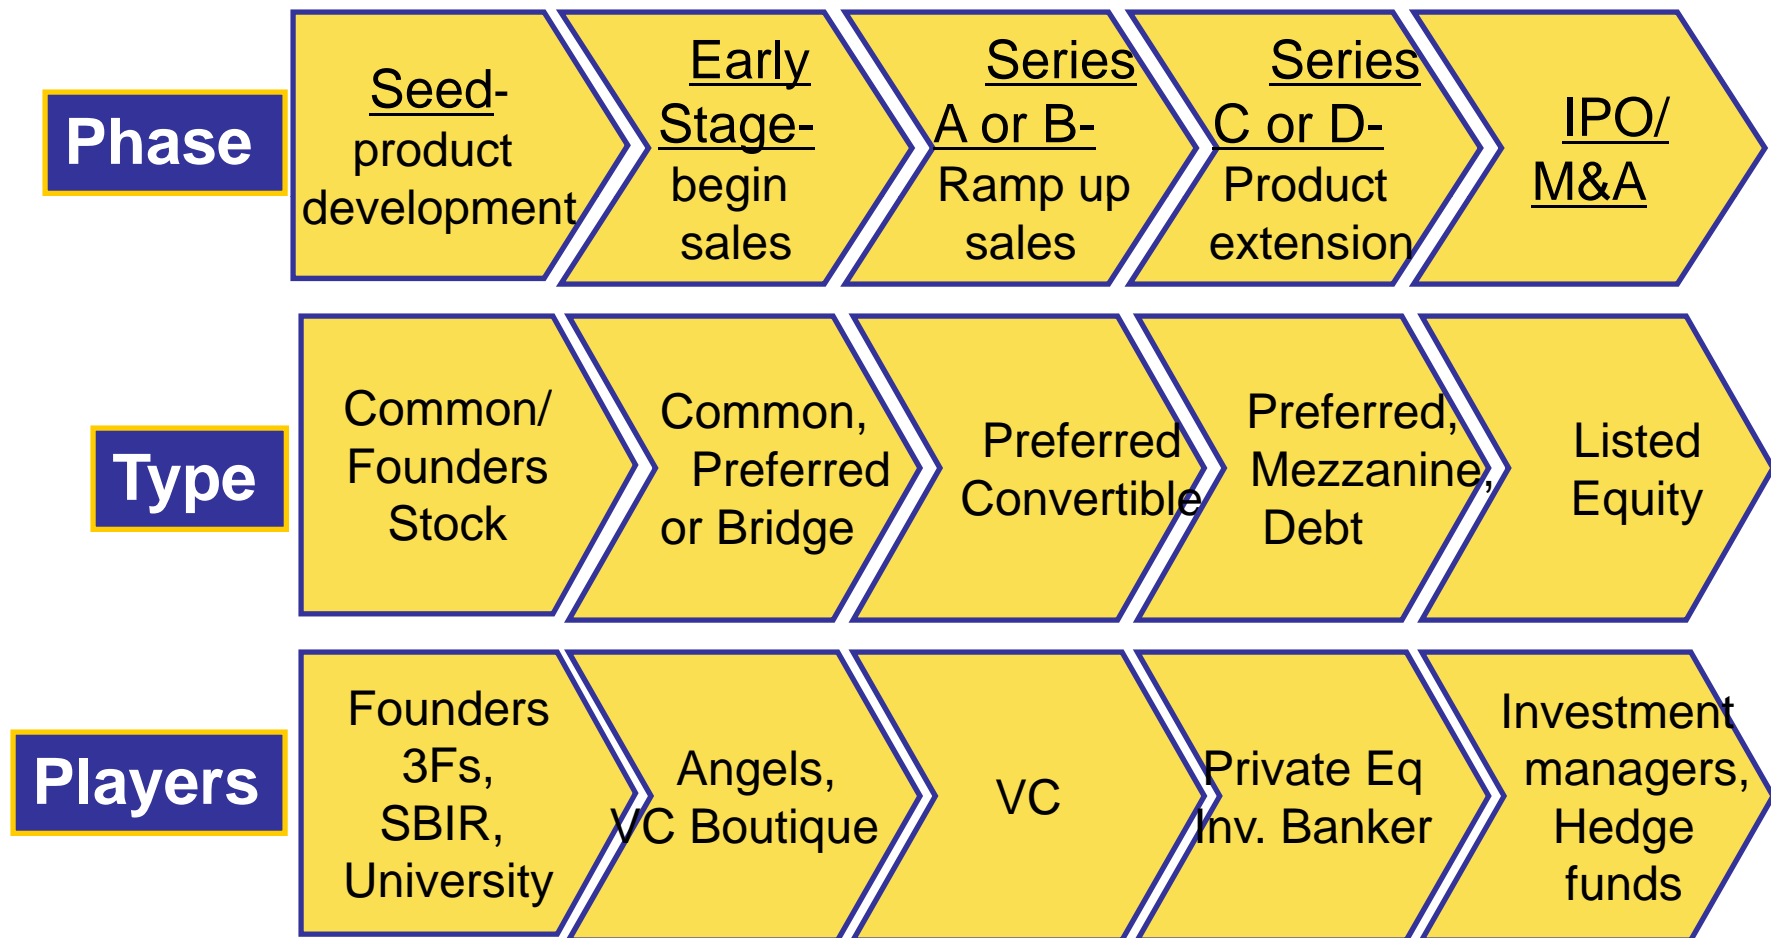 Phase
Seed-
product
development
Early
Stage-
begin
sales
Series
A or B-
Ramp up
sales
Series
C or D-
Product
extension
IPO/
M&A
Type
Common/
Founders
Stock
Common,
Preferred
or Bridge
Preferred
Convertible
Preferred,
Mezzanine,
Debt
Listed
Equity
Players
Founders
3Fs,
SBIR,
University
Angels,
VC Boutique
VC
Private Eq
Inv. Banker
Investment
managers,
Hedge
funds